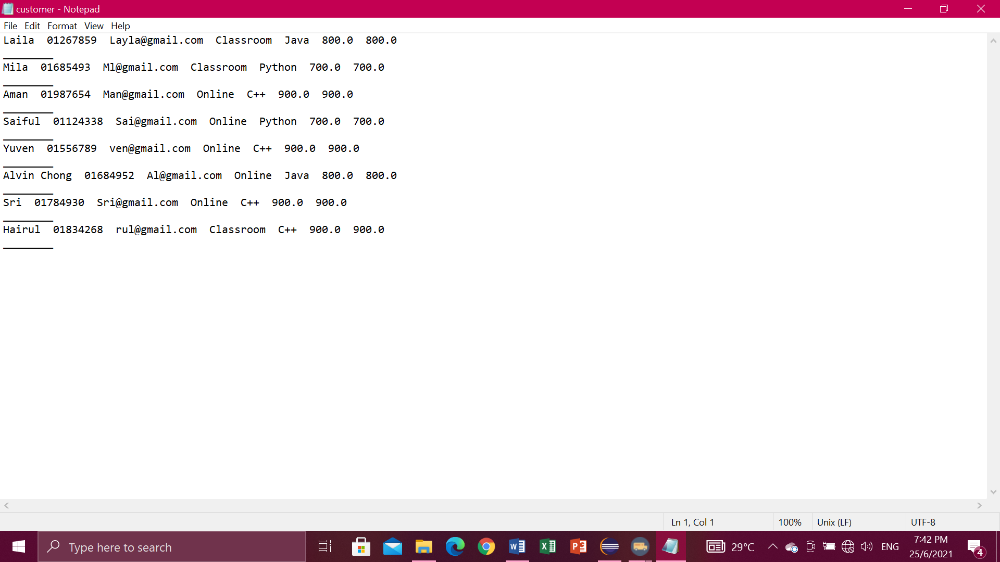 customer - Notepad
File Edit Format View Help
Laila  01267859  Layla@gmail.com  Classroom  Java  800.0  800.0
________
Mila  01685493  Ml@gmail.com  Classroom  Python  700.0  700.0
________
Aman  01987654  Man@gmail.com  Online  C++  900.0  900.0
________
Saiful  01124338  Sai@gmail.com  Online  Python  700.0  700.0
________
Yuven  01556789  ven@gmail.com  Online  C++  900.0  900.0
________
Alvin Chong  01684952  Al@gmail.com  Online  Java  800.0  800.0
________
Sri  01784930  Sri@gmail.com  Online  C++  900.0  900.0
________
Hairul  01834268  rul@gmail.com  Classroom  C++  900.0  900.0
________
Ln 1, Col 1 100% Unix (LF) UTF-8
Type here to search 29°C ENG 7:42 PM
25/6/2021 4